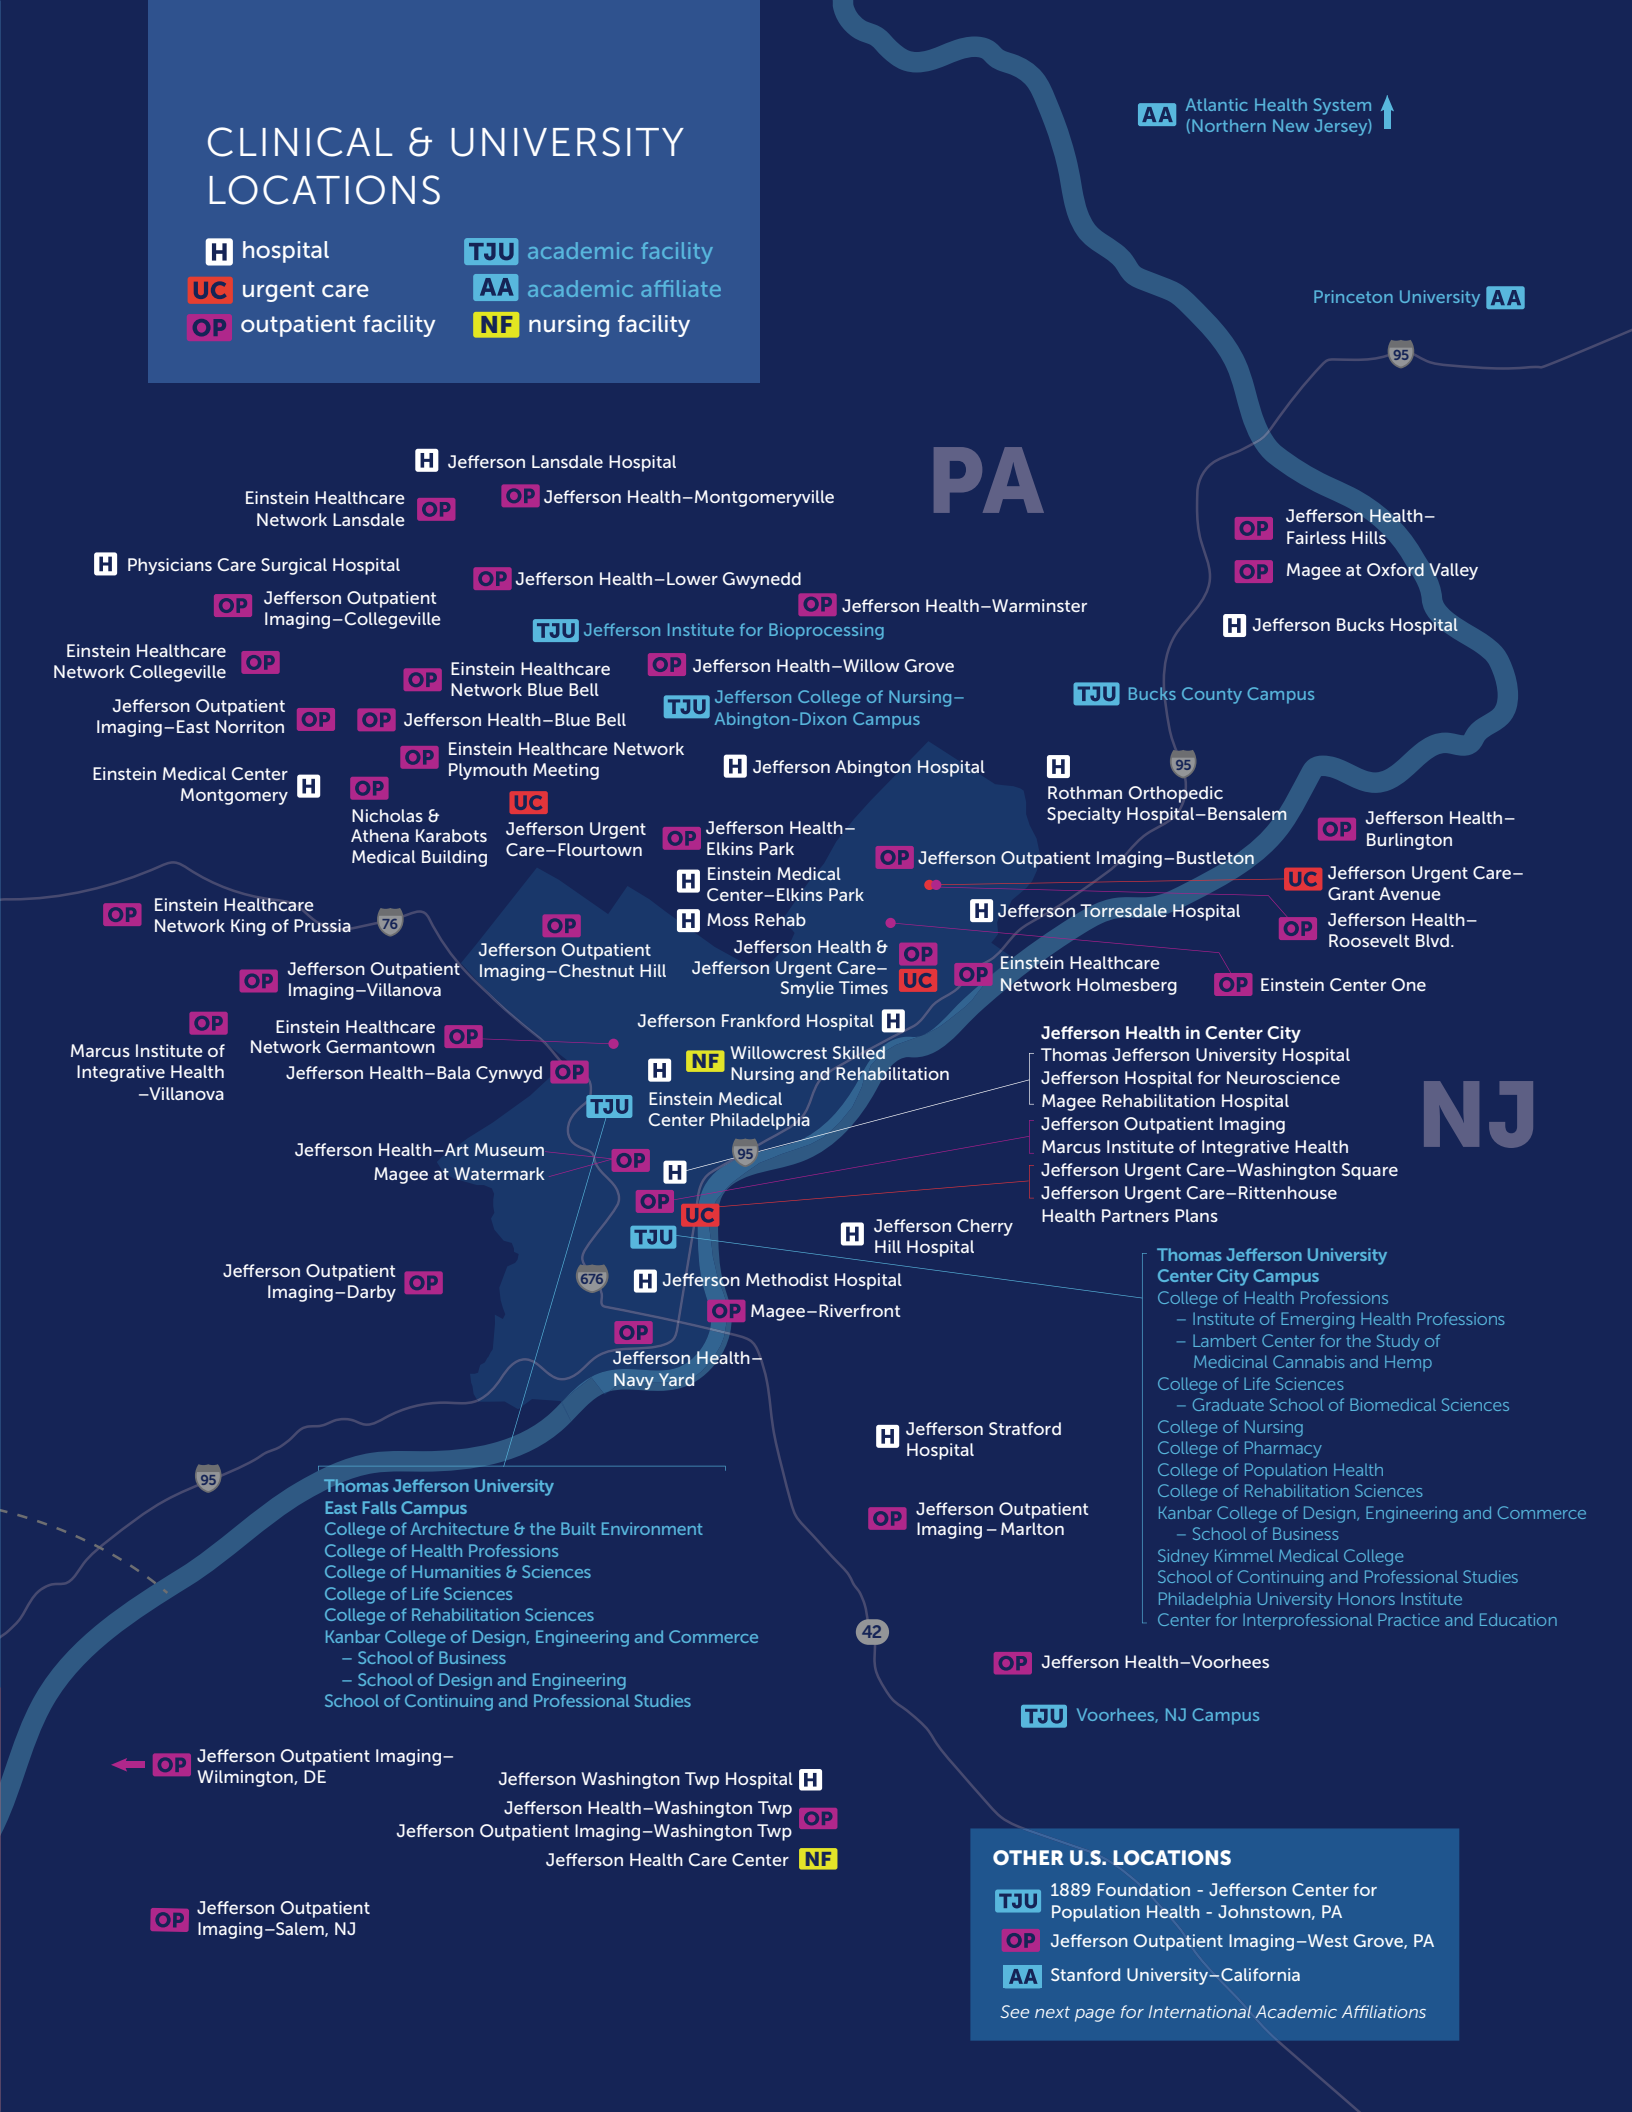 CLINICAL & UNIVERSITY
LOCATIONS
H hospital
UC urgent care
OP outpatient facility
TJU academic facility
AA academic affiliate
NF nursing facility
AA Atlantic Health System
(Northern New Jersey)
Princeton University AA
95
PA
H Jefferson Lansdale Hospital
Einstein Healthcare
Network Lansdale OP
OP Jefferson Health–Montgomeryville
OP Jefferson Health–
Fairless Hills
H Physicians Care Surgical Hospital
OP Jefferson Health–Lower Gwynedd
OP Magee at Oxford Valley
OP Jefferson Outpatient
Imaging–Collegeville
OP Jefferson Health–Warminster
H Jefferson Bucks Hospital
TJU Jefferson Institute for Bioprocessing
Einstein Healthcare
Network Collegeville OP
OP Einstein Healthcare
Network Blue Bell
OP Jefferson Health–Willow Grove
TJU Jefferson College of Nursing–
Abington-Dixon Campus
TJU Bucks County Campus
Jefferson Outpatient
Imaging–East Norriton OP
OP Jefferson Health–Blue Bell
OP Einstein Healthcare Network
Plymouth Meeting
H Jefferson Abington Hospital
H
Rothman Orthopedic
Specialty Hospital–Bensalem
95
Einstein Medical Center
Montgomery H
OP
Nicholas &
Athena Karabots
Medical Building
UC
Jefferson Urgent
Care–Flourtown
OP Jefferson Health–
Elkins Park
OP Jefferson Health–
Burlington
OP Jefferson Outpatient Imaging–Bustleton
H Einstein Medical
Center–Elkins Park
UC Jefferson Urgent Care–
Grant Avenue
OP Einstein Healthcare
Network King of Prussia
76
OP
Jefferson Outpatient
Imaging–Chestnut Hill
H Moss Rehab
H Jefferson Torresdale Hospital
OP Jefferson Health–
Roosevelt Blvd.
Jefferson Health &
Jefferson Urgent Care–
Smylie Times
OP
UC
OP Einstein Healthcare
Network Holmesberg
OP Einstein Center One
OP Jefferson Outpatient
Imaging–Villanova
OP
Marcus Institute of
Integrative Health
–Villanova
Einstein Healthcare
Network Germantown OP
Jefferson Frankford Hospital H
Jefferson Health–Bala Cynwyd OP
NF Willowcrest Skilled
Nursing and Rehabilitation
H
Einstein Medical
Center Philadelphia
TJU
Jefferson Health in Center City
Thomas Jefferson University Hospital
Jefferson Hospital for Neuroscience
Magee Rehabilitation Hospital
Jefferson Outpatient Imaging
Marcus Institute of Integrative Health
Jefferson Urgent Care–Washington Square
Jefferson Urgent Care–Rittenhouse
Health Partners Plans
NJ
Jefferson Health–Art Museum
Magee at Watermark
OP
H
95
OP
UC
TJU
H Jefferson Cherry
Hill Hospital
Jefferson Outpatient
Imaging–Darby OP
676
H Jefferson Methodist Hospital
OP Magee–Riverfront
OP
Jefferson Health–
Navy Yard
Thomas Jefferson University
Center City Campus
College of Health Professions
– Institute of Emerging Health Professions
– Lambert Center for the Study of
Medicinal Cannabis and Hemp
College of Life Sciences
– Graduate School of Biomedical Sciences
College of Nursing
College of Pharmacy
College of Population Health
College of Rehabilitation Sciences
Kanbar College of Design, Engineering and Commerce
– School of Business
Sidney Kimmel Medical College
School of Continuing and Professional Studies
Philadelphia University Honors Institute
Center for Interprofessional Practice and Education
H Jefferson Stratford
Hospital
95
OP Jefferson Outpatient
Imaging – Marlton
Thomas Jefferson University
East Falls Campus
College of Architecture & the Built Environment
College of Health Professions
College of Humanities & Sciences
College of Life Sciences
College of Rehabilitation Sciences
Kanbar College of Design, Engineering and Commerce
– School of Business
– School of Design and Engineering
School of Continuing and Professional Studies
42
OP Jefferson Health–Voorhees
TJU Voorhees, NJ Campus
OP Jefferson Outpatient Imaging–
Wilmington, DE
Jefferson Washington Twp Hospital H
Jefferson Health–Washington Twp
Jefferson Outpatient Imaging–Washington Twp
OP
Jefferson Health Care Center NF
OP Jefferson Outpatient
Imaging–Salem, NJ
OTHER U.S. LOCATIONS
TJU 1889 Foundation - Jefferson Center for
Population Health - Johnstown, PA
OP Jefferson Outpatient Imaging–West Grove, PA
AA Stanford University–California
See next page for International Academic Affiliations